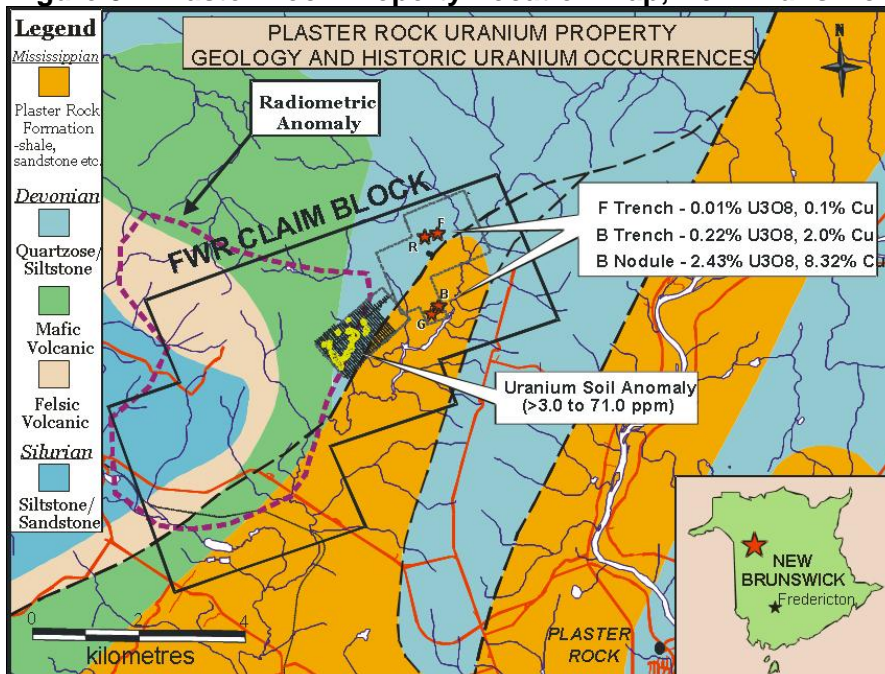 Legend
Mississippian
Plaster Rock
Formation
-shale,
sandstone etc.
Devonian
Quartzose/
Siltstone
Mafic
Volcanic
Felsic
Volcanic
Silurian
Siltstone/
Sandstone
PLASTER ROCK URANIUM PROPERTY
GEOLOGY AND HISTORIC URANIUM OCCURRENCES
N
Radiometric
Anomaly
FWR CLAIM BLOCK
F
R
B
G
F Trench - 0.01% U3O8, 0.1% Cu
B Trench - 0.22% U3O8, 2.0% Cu
B Nodule - 2.43% U3O8, 8.32% Cu
Uranium Soil Anomaly
(>3.0 to 71.0 ppm)
0 2 4
kilometres
PLASTER
ROCK
NEW
BRUNSWICK
Fredericton